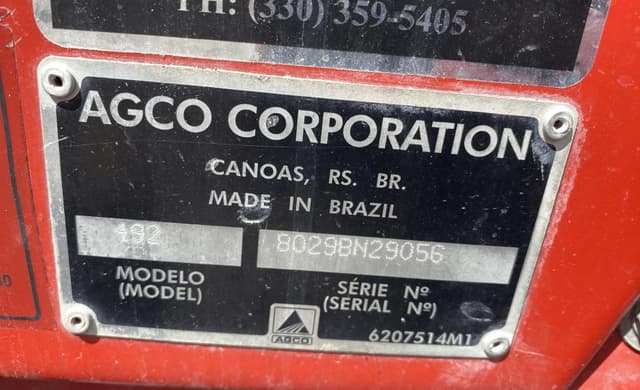 PH: (330) 359-5405
AGCO CORPORATION
CANOAS, RS. BR.
MADE IN BRAZIL
492 8029BN29056
MODELO SÉRIE Nº
(MODEL) (SERIAL Nº)
AGCO 6207514M1